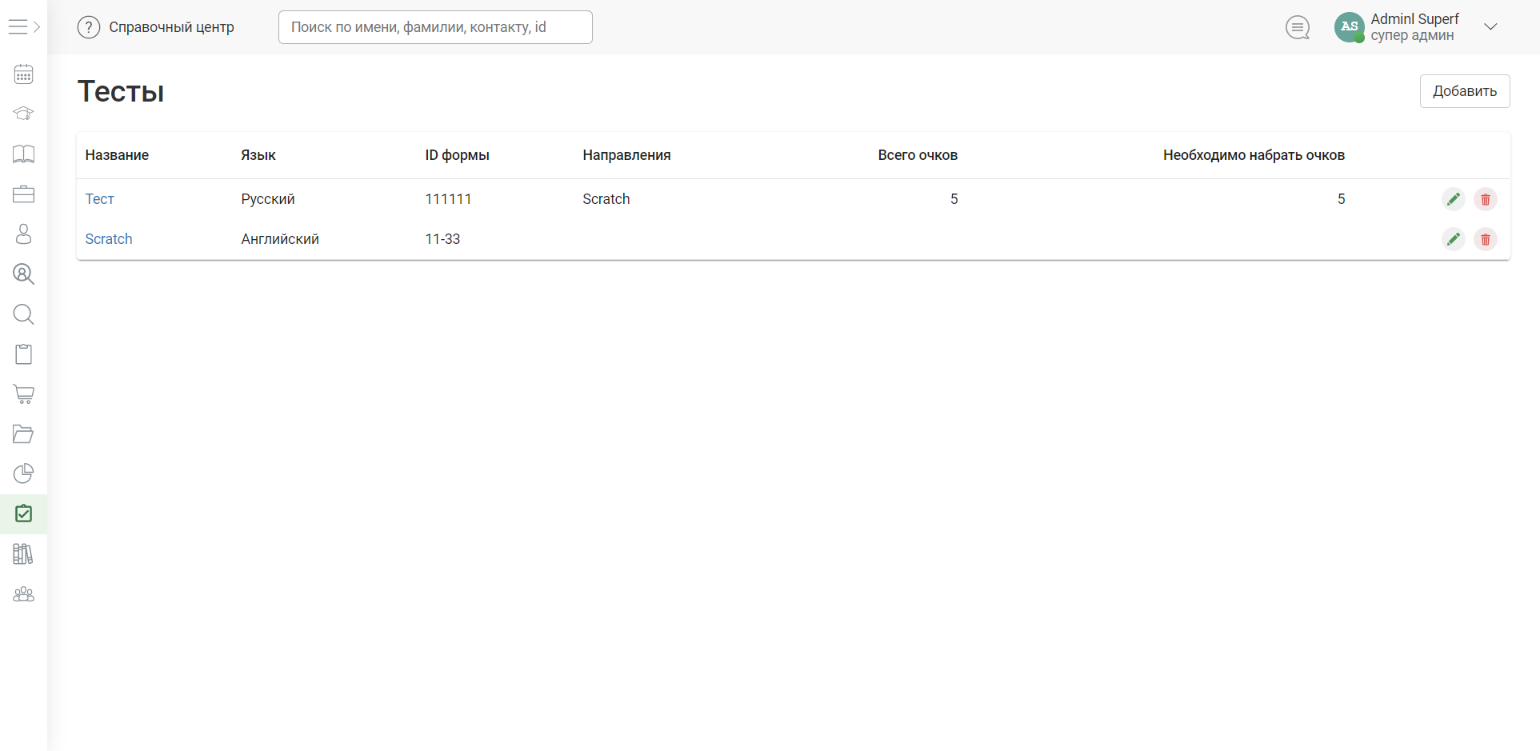 ? Справочный центр Поиск по имени, фамилии, контакту, id AS AdminI Superf
супер админ
Тесты Добавить
Название Язык ID формы Направления Всего очков Необходимо набрать очков
Тест Русский 111111 Scratch 5 5
Scratch Английский 11-33